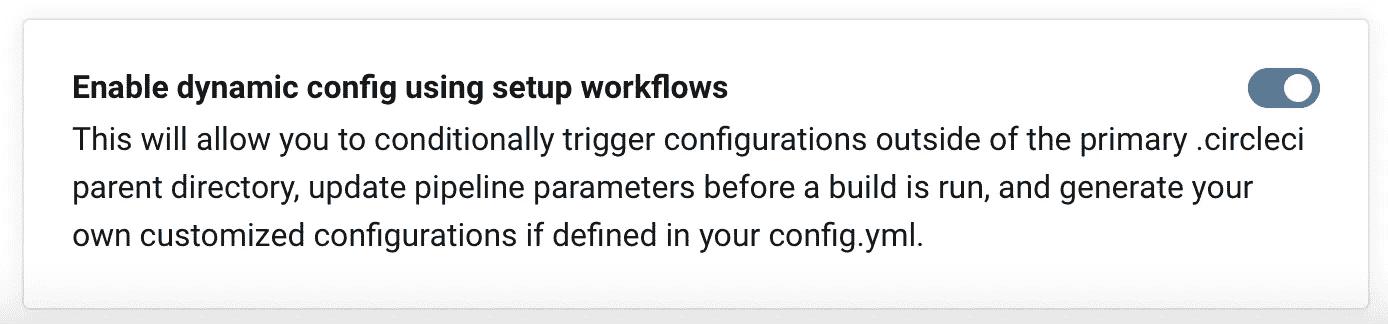 Enable dynamic config using setup workflows
This will allow you to conditionally trigger configurations outside of the primary .circleci
parent directory, update pipeline parameters before a build is run, and generate your
own customized configurations if defined in your config.yml.